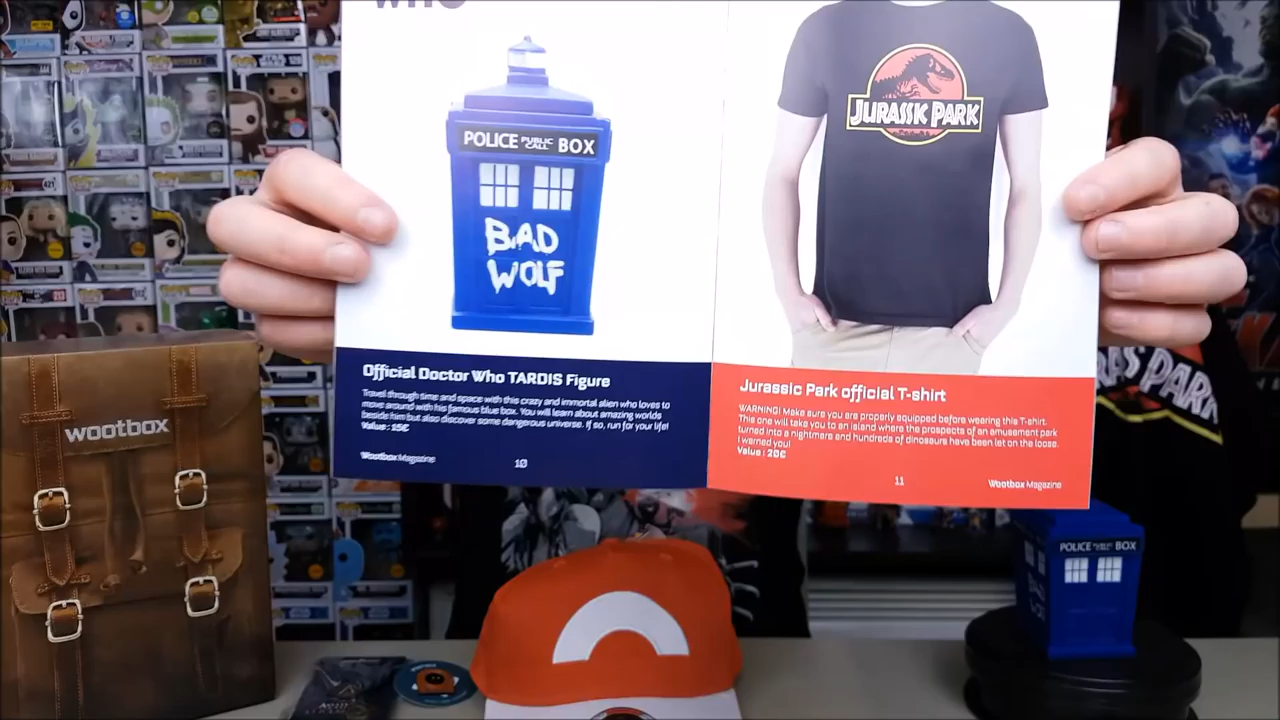 WHO
POLICE PUBLIC CALL BOX
BAD
WOLF
JURASSIC PARK
Official Doctor Who TARDIS Figure
Travel through time and space with this crazy and immortal alien who loves to
move around with his famous blue box. You will learn about amazing worlds
beside him but also discover some dangerous universe. If so, run for your life!
Value : 15€
Wootbox Magazine
10
Jurassic Park official T-shirt
WARNING! Make sure you are properly equipped before wearing this T-shirt.
This one will take you to an island where the prospects of an amusement park
turned into a nightmare and hundreds of dinosaurs have been let on the loose.
I warned you!
Value : 20€
11
Wootbox Magazine
wootbox
POLICE PUBLIC CALL BOX
PARK